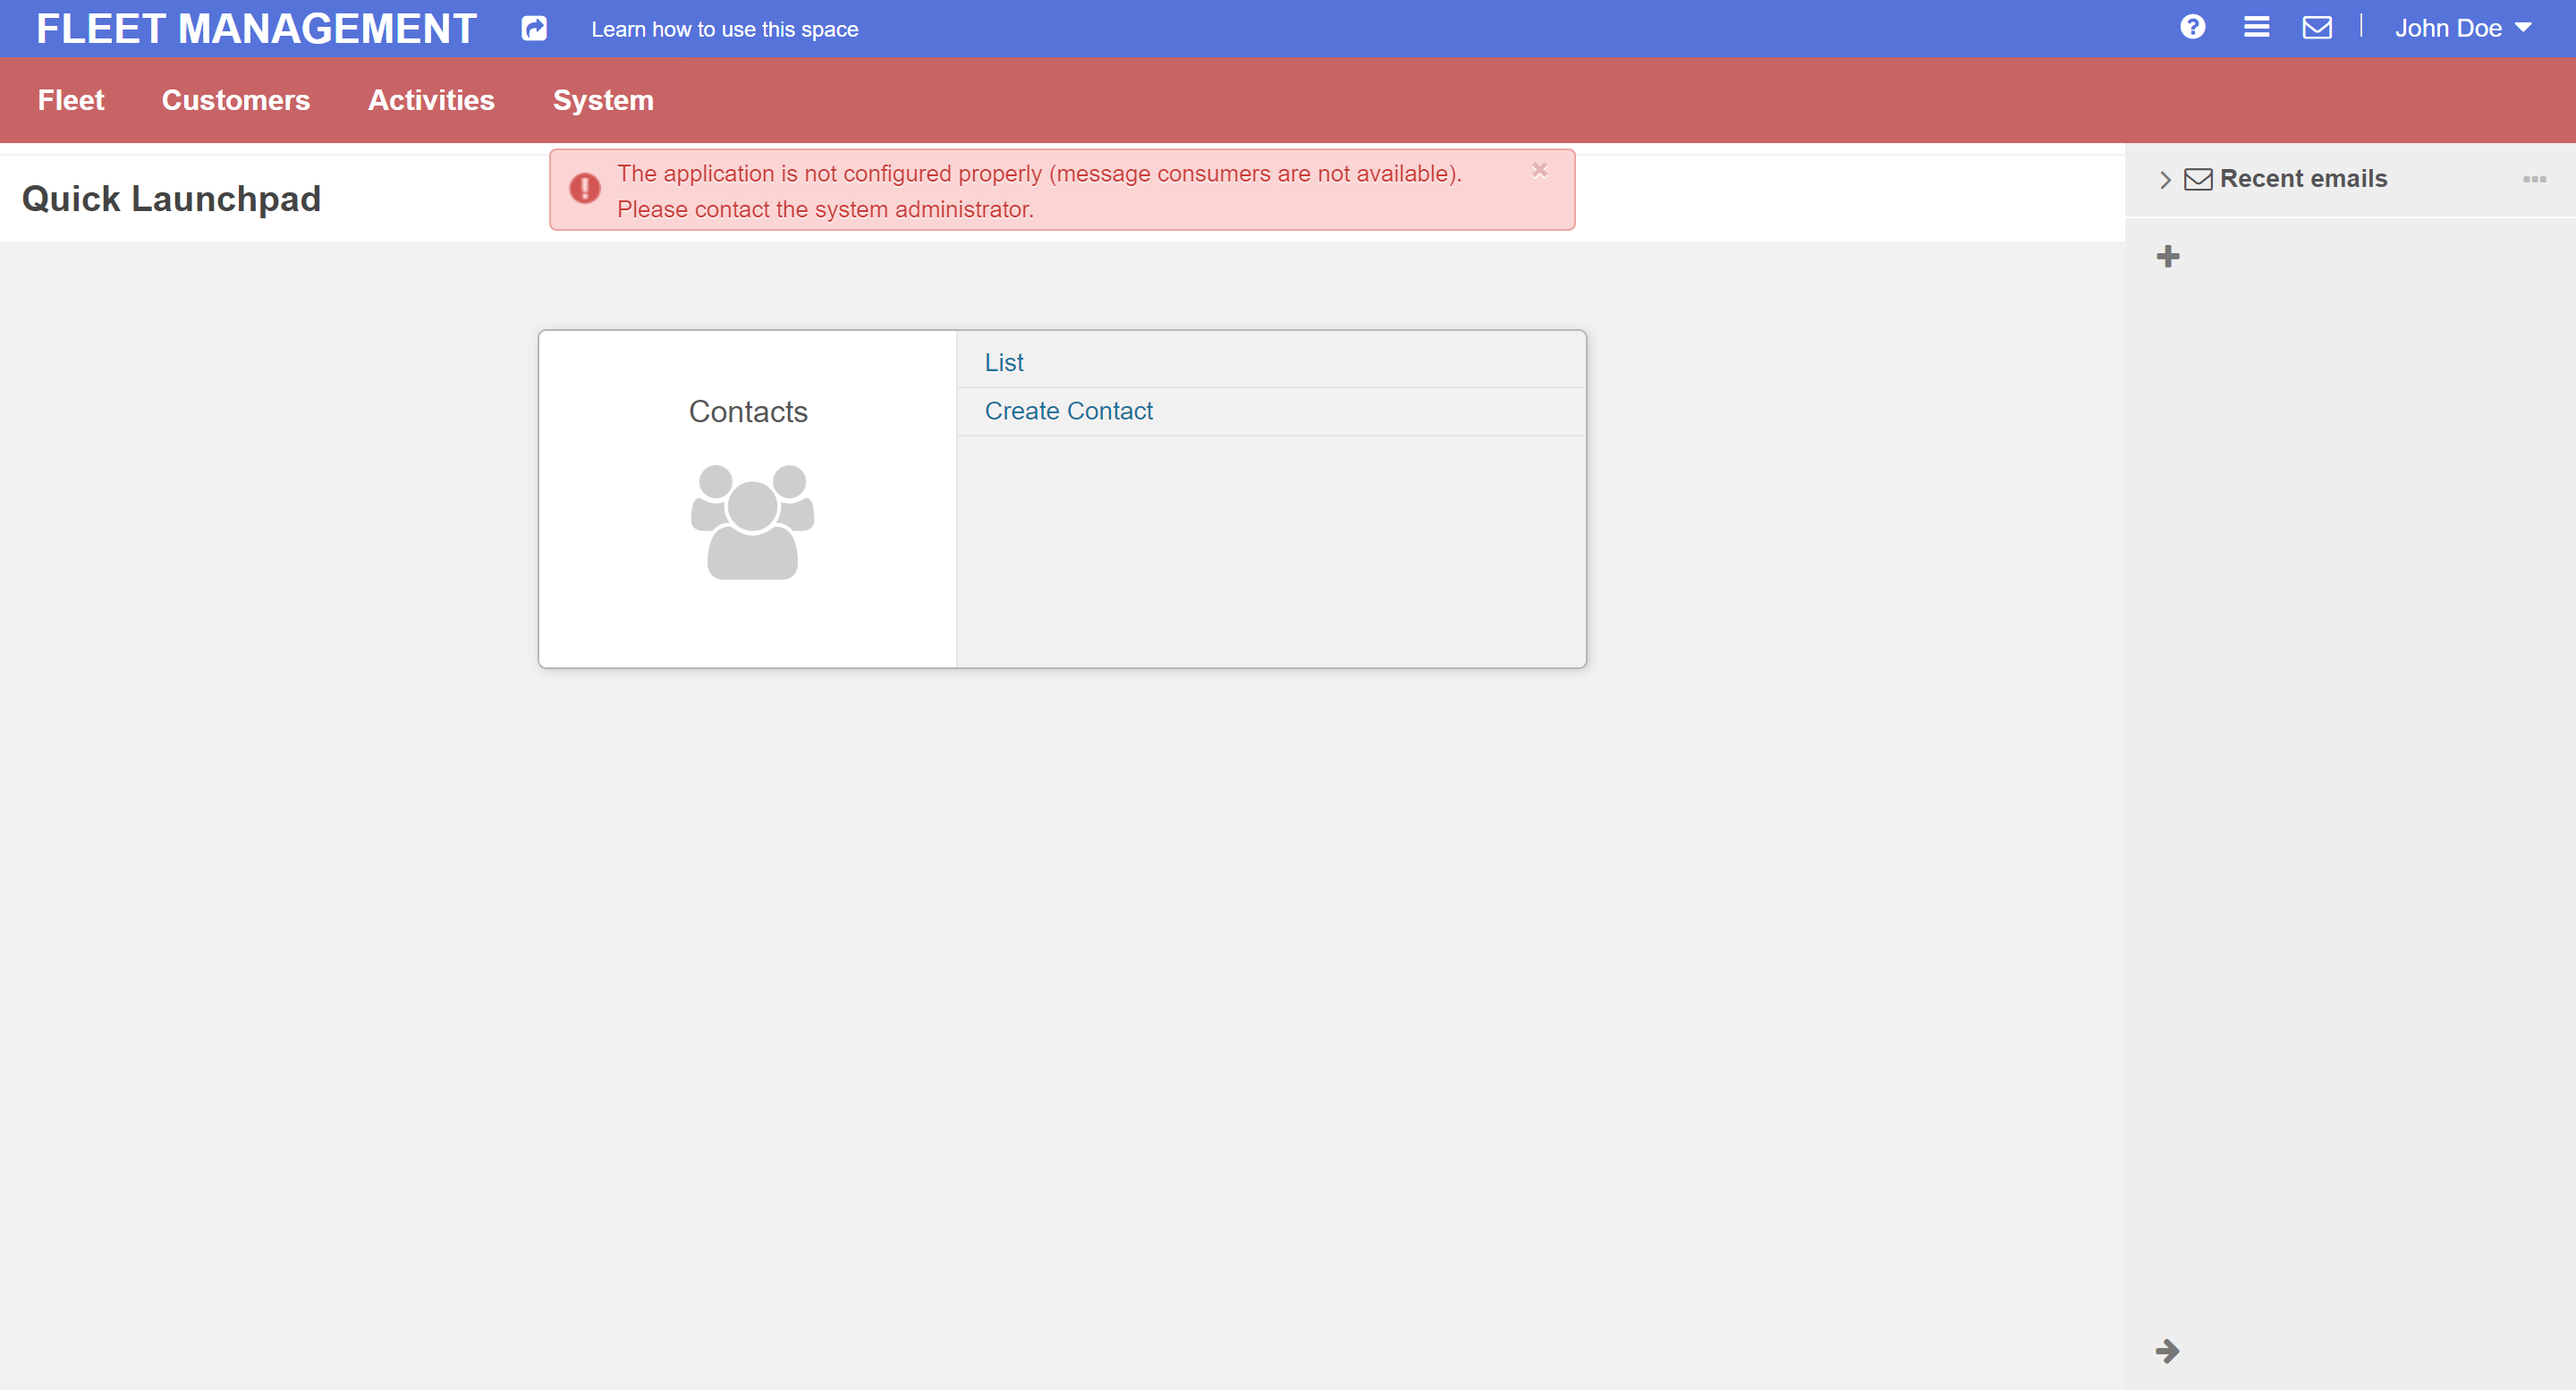 FLEET MANAGEMENT
Learn how to use this space
John Doe
Fleet Customers Activities System
Quick Launchpad
The application is not configured properly (message consumers are not available).
Please contact the system administrator.
Recent emails
Contacts
List
Create Contact